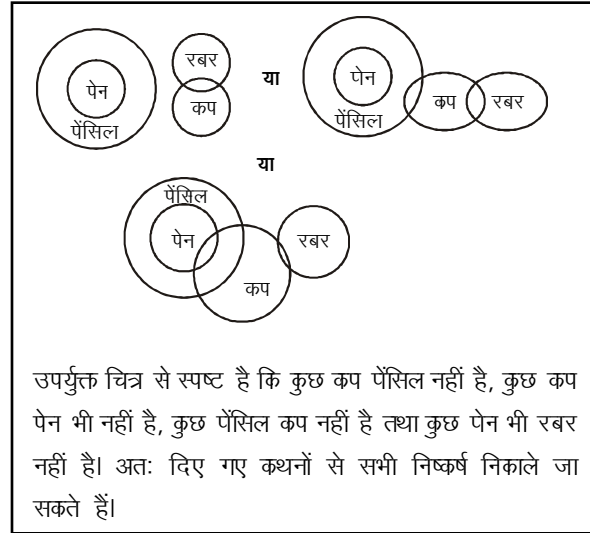 रबर
पेन
पेंसिल
कप
या
पेन
पेंसिल
कप
रबर
या
पेंसिल
पेन
कप
रबर
उपर्युक्त चित्र से स्पष्ट है कि कुछ कप पेंसिल नहीं है, कुछ कप
पेन भी नहीं है, कुछ पेंसिल कप नहीं है तथा कुछ पेन भी रबर
नहीं है। अतः दिए गए कथनों से सभी निष्कर्ष निकाले जा
सकते हैं।